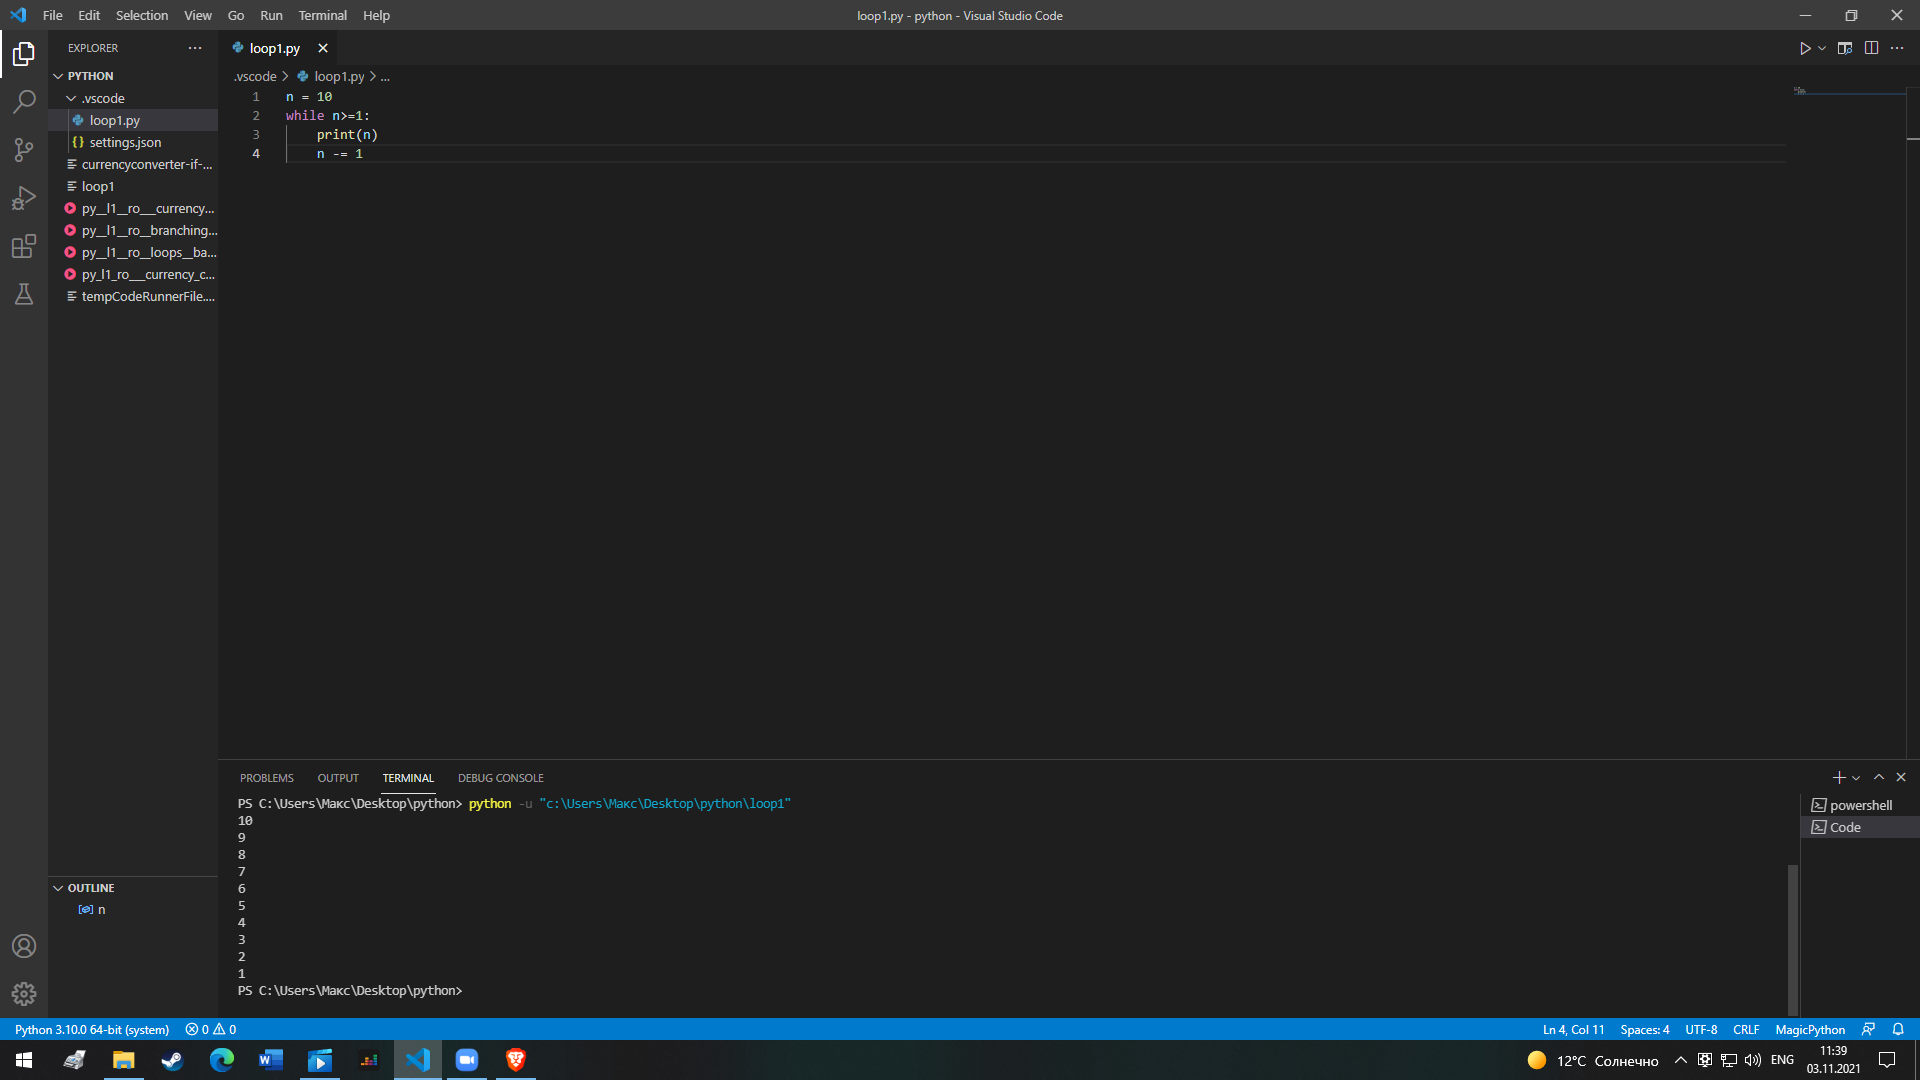 File Edit Selection View Go Run Terminal Help
loop1.py - python - Visual Studio Code
EXPLORER
PYTHON
.vscode
loop1.py
settings.json
currencyconverter-if-...
loop1
py__l1__ro___currency...
py__l1__ro__branching...
py__l1__ro__loops__ba...
py_l1_ro___currency_c...
tempCodeRunnerFile....
OUTLINE
n
loop1.py
.vscode > loop1.py > ...
1 n = 10
2 while n>=1:
3     print(n)
4     n -= 1
PROBLEMS OUTPUT TERMINAL DEBUG CONSOLE
PS C:\Users\Макс\Desktop\python> python -u "c:\Users\Макс\Desktop\python\loop1"
10
9
8
7
6
5
4
3
2
1
PS C:\Users\Макс\Desktop\python>
powershell
Code
Python 3.10.0 64-bit (system) 0 0
Ln 4, Col 11 Spaces: 4 UTF-8 CRLF MagicPython
12°C Солнечно ENG
11:39
03.11.2021